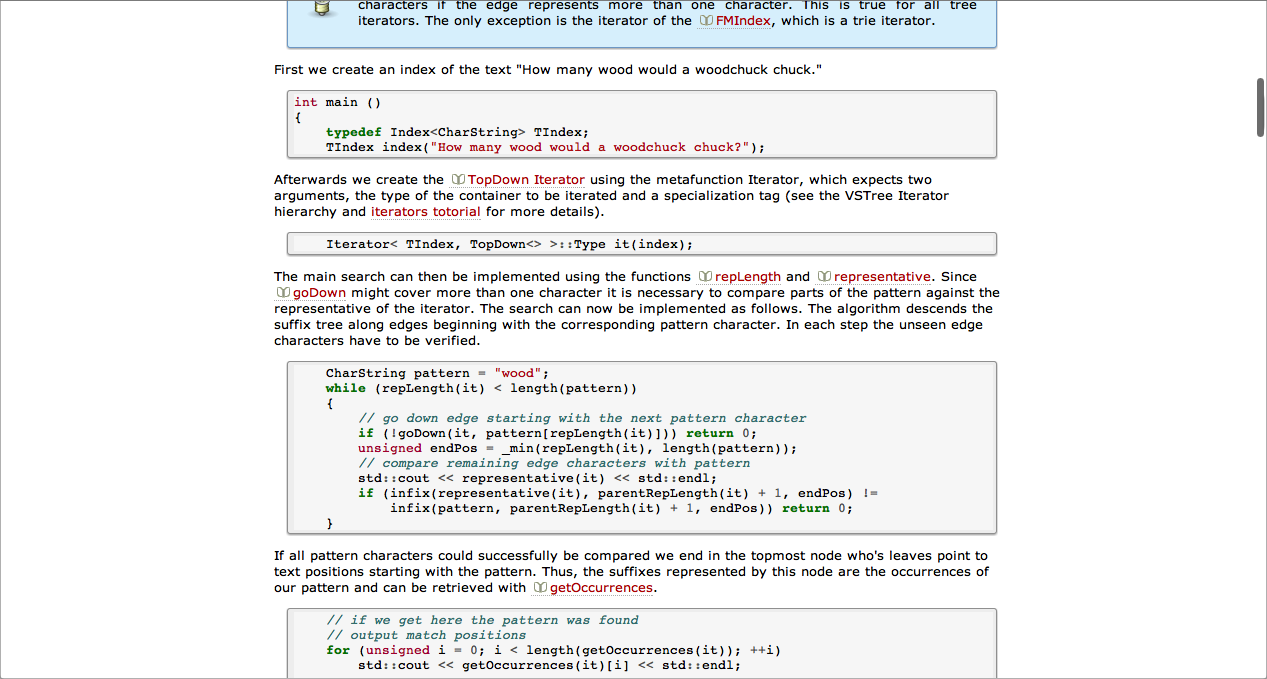 characters if the edge represents more than one character. This is true for all tree
iterators. The only exception is the iterator of the FMIndex, which is a trie iterator.
First we create an index of the text "How many wood would a woodchuck chuck."
int main ()
{
    typedef Index<CharString> TIndex;
    TIndex index("How many wood would a woodchuck chuck?");
Afterwards we create the TopDown Iterator using the metafunction Iterator, which expects two
arguments, the type of the container to be iterated and a specialization tag (see the VSTree Iterator
hierarchy and iterators totorial for more details).
    Iterator< TIndex, TopDown<> >::Type it(index);
The main search can then be implemented using the functions repLength and representative. Since
goDown might cover more than one character it is necessary to compare parts of the pattern against the
representative of the iterator. The search can now be implemented as follows. The algorithm descends the
suffix tree along edges beginning with the corresponding pattern character. In each step the unseen edge
characters have to be verified.
    CharString pattern = "wood";
    while (repLength(it) < length(pattern))
    {
        // go down edge starting with the next pattern character
        if (!goDown(it, pattern[repLength(it)])) return 0;
        unsigned endPos = _min(repLength(it), length(pattern));
        // compare remaining edge characters with pattern
        std::cout << representative(it) << std::endl;
        if (infix(representative(it), parentRepLength(it) + 1, endPos) !=
            infix(pattern, parentRepLength(it) + 1, endPos)) return 0;
    }
If all pattern characters could successfully be compared we end in the topmost node who's leaves point to
text positions starting with the pattern. Thus, the suffixes represented by this node are the occurrences of
our pattern and can be retrieved with getOccurrences.
    // if we get here the pattern was found
    // output match positions
    for (unsigned i = 0; i < length(getOccurrences(it)); ++i)
        std::cout << getOccurrences(it)[i] << std::endl;